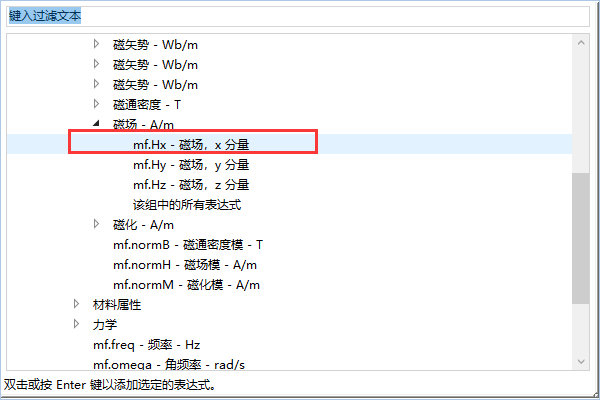 键入过滤文本
磁矢势 - Wb/m
磁矢势 - Wb/m
磁矢势 - Wb/m
磁通密度 - T
磁场 - A/m
mf.Hx - 磁场，x 分量
mf.Hy - 磁场，y 分量
mf.Hz - 磁场，z 分量
该组中的所有表达式
磁化 - A/m
mf.normB - 磁通密度模 - T
mf.normH - 磁场模 - A/m
mf.normM - 磁化模 - A/m
材料属性
力学
mf.freq - 频率 - Hz
mf.omega - 角频率 - rad/s
双击或按 Enter 键以添加选定的表达式。